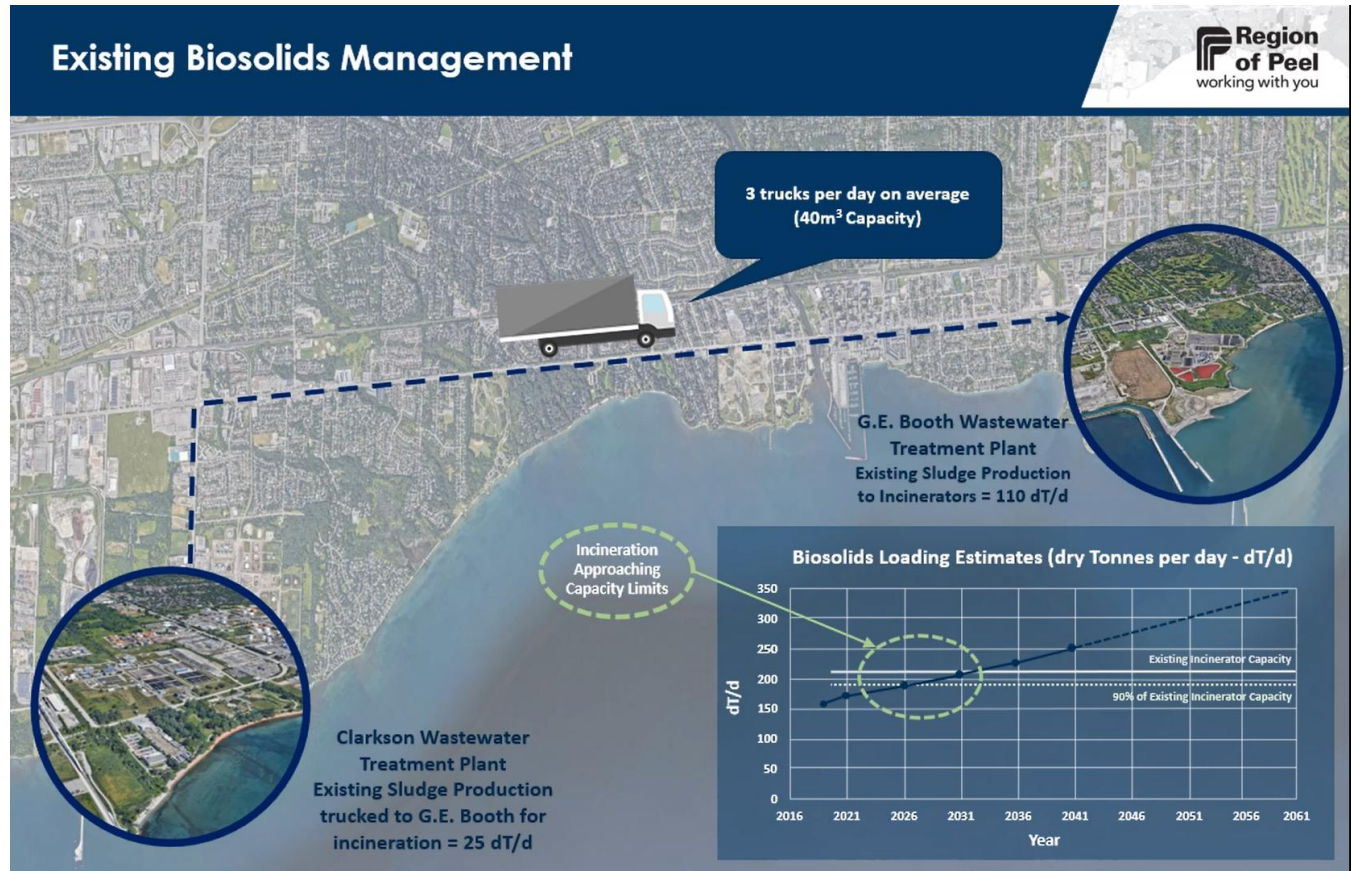 Existing Biosolids Management
Region
of Peel
working with you
3 trucks per day on average
(40m³ Capacity)
G.E. Booth Wastewater
Treatment Plant
Existing Sludge Production
to Incinerators = 110 dT/d
Incineration
Approaching
Capacity Limits
Clarkson Wastewater
Treatment Plant
Existing Sludge Production
trucked to G.E. Booth for
incineration = 25 dT/d
Biosolids Loading Estimates (dry Tonnes per day - dT/d)
350
300
250
200
150
100
50
0
dT/d
Existing Incinerator Capacity
90% of Existing Incinerator Capacity
2016 2021 2026 2031 2036 2041 2046 2051 2056 2061
Year